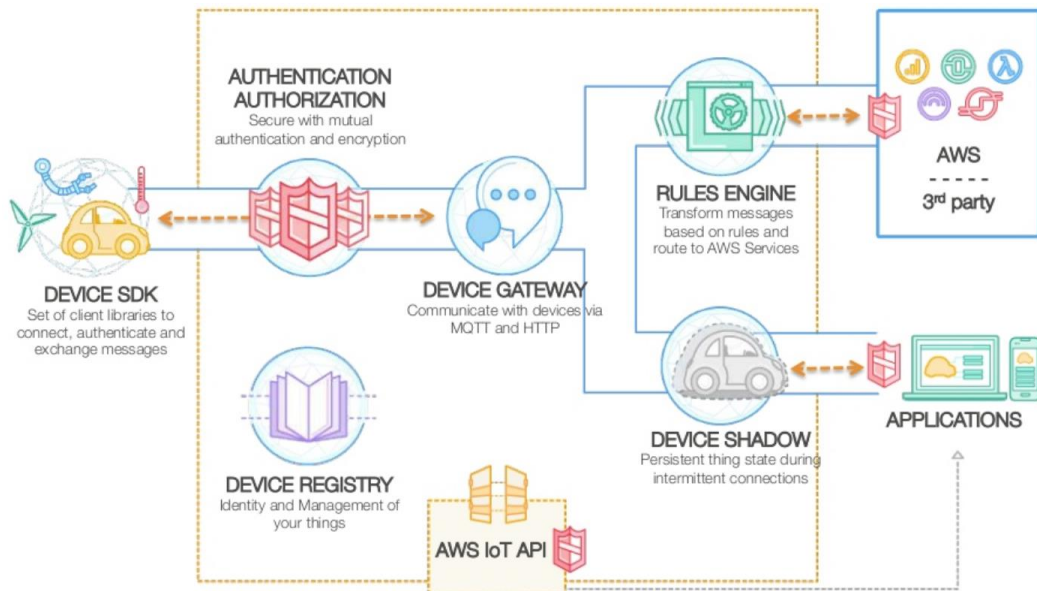 AUTHENTICATION
AUTHORIZATION
Secure with mutual
authentication and encryption
DEVICE SDK
Set of client libraries to
connect, authenticate and
exchange messages
DEVICE GATEWAY
Communicate with devices via
MQTT and HTTP
RULES ENGINE
Transform messages
based on rules and
route to AWS Services
AWS
-----
3rd party
DEVICE REGISTRY
Identity and Management of
your things
DEVICE SHADOW
Persistent thing state during
intermittent connections
APPLICATIONS
AWS IoT API